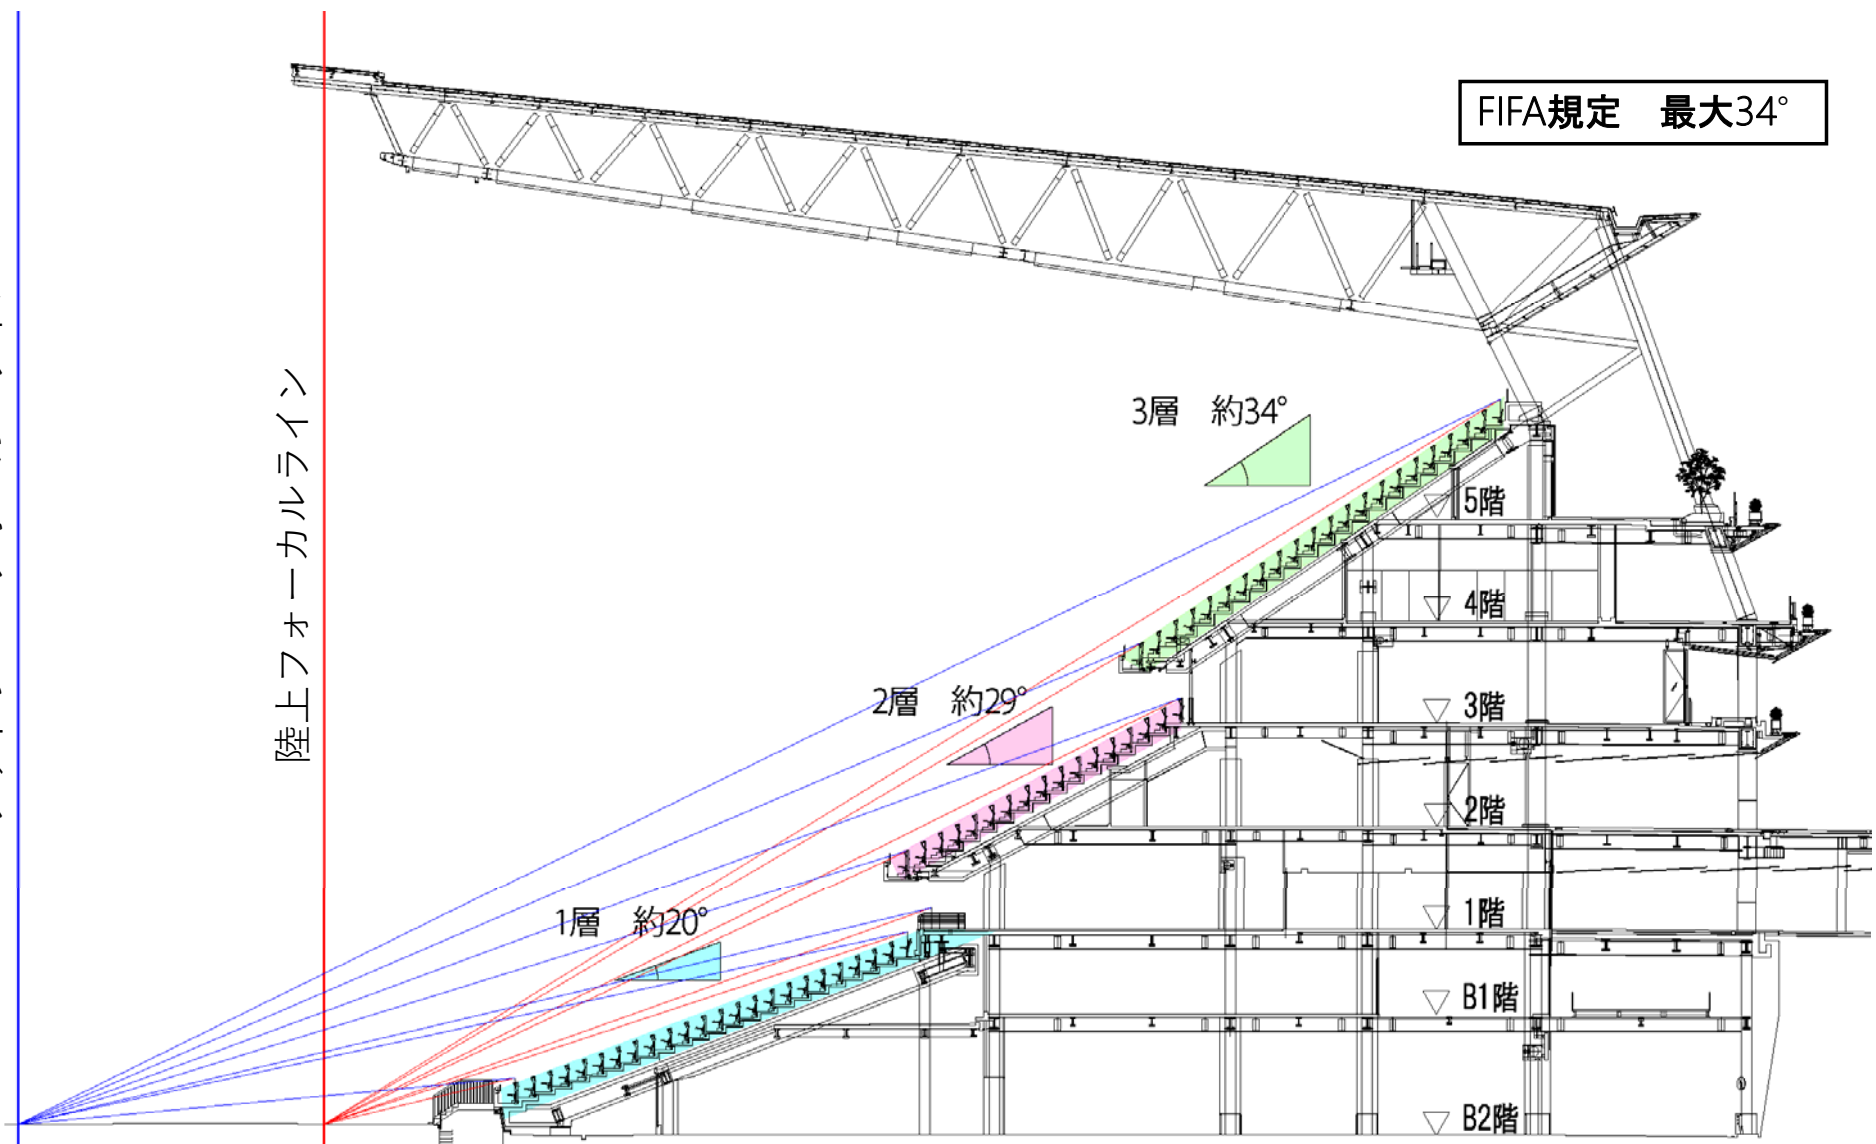 FIFA規定　最大34°
陸上フォーカルライン
3層　約34°
5階
4階
2層　約29°
3階
2階
1層　約20°
1階
B1階
B2階